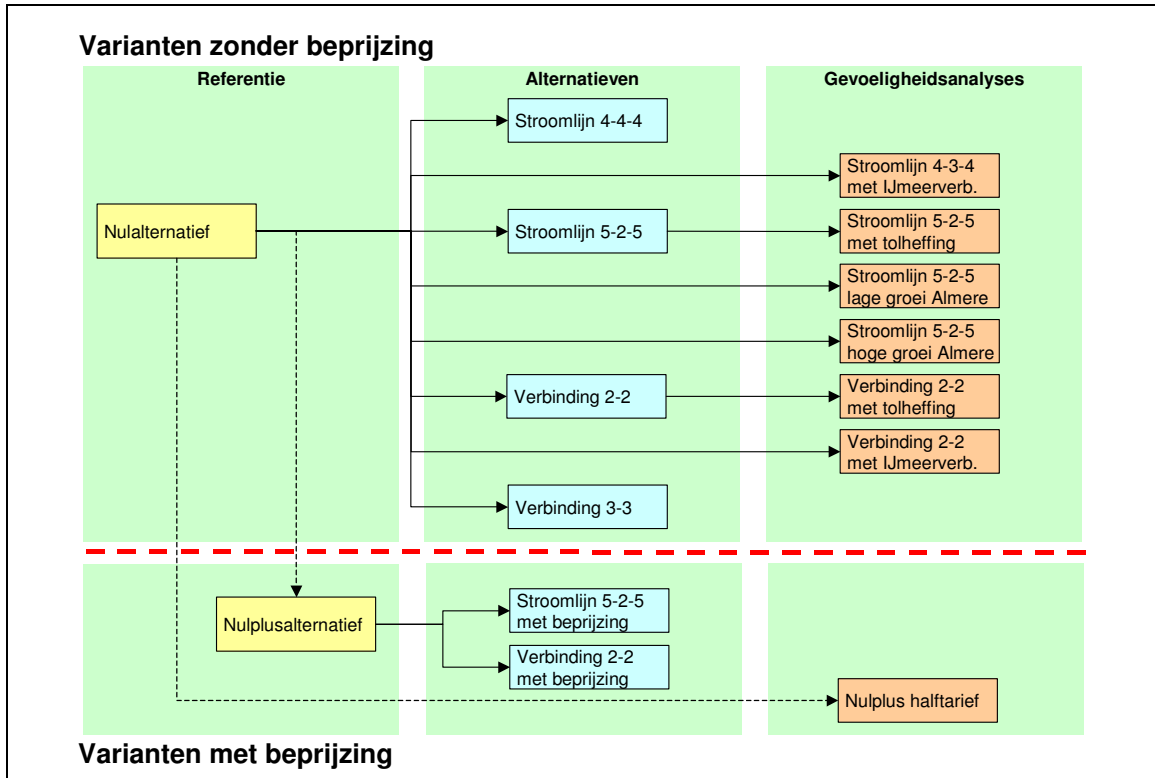 Varianten zonder beprijzing
Referentie
Alternatieven
Gevoeligheidsanalyses
Stroomlijn 4-4-4
Stroomlijn 4-3-4
met IJmeerverb.
Nulalternatief
Stroomlijn 5-2-5
Stroomlijn 5-2-5
met tolheffing
Stroomlijn 5-2-5
lage groei Almere
Stroomlijn 5-2-5
hoge groei Almere
Verbinding 2-2
Verbinding 2-2
met tolheffing
Verbinding 2-2
met IJmeerverb.
Verbinding 3-3
Nulplusalternatief
Stroomlijn 5-2-5
met beprijzing
Verbinding 2-2
met beprijzing
Nulplus halftarief
Varianten met beprijzing